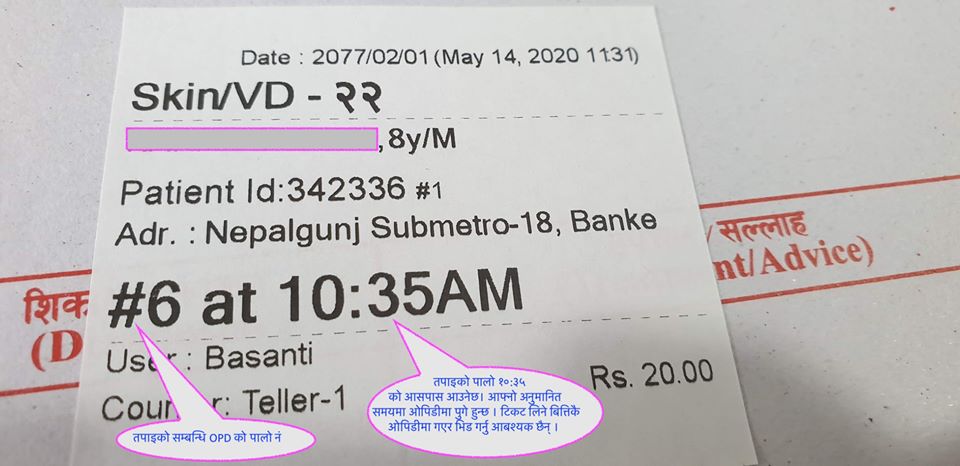 Date : 2077/02/01 (May 14, 2020 11:31)
Skin/VD - २२
,8y/M
Patient Id:342336 #1
Adr. : Nepalgunj Submetro-18, Banke
/सल्लाह
nt/Advice)
#6 at 10:35AM
शिक
(D
User : Basanti
Rs. 20.00
Coun r: Teller-1
तपाइको सम्बन्धि OPD को पालो नं
तपाइको पालो १०:३५
को आसपास आउनेछ। आफ्नो अनुमानित
समयमा ओपिडीमा पुगे हुन्छ । टिकट लिने बित्तिकै
ओपिडीमा गएर भिड गर्नु आबश्यक छैन् ।